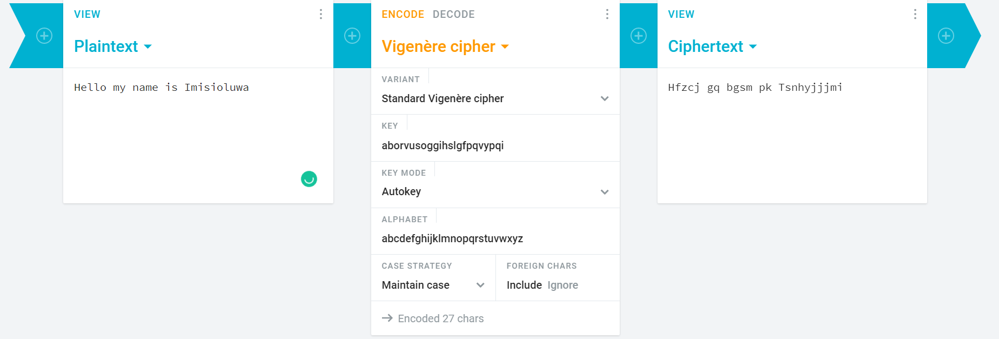 VIEW
Plaintext
Hello my name is Imisioluwa
ENCODE DECODE
Vigenère cipher
VARIANT
Standard Vigenère cipher
KEY
aborvusoggihslgfpqvypqi
KEY MODE
Autokey
ALPHABET
abcdefghijklmnopqrstuvwxyz
CASE STRATEGY
Maintain case
FOREIGN CHARS
Include Ignore
→ Encoded 27 chars
VIEW
Ciphertext
Hfzcj gq bgsm pk Tsnhyjjjmi